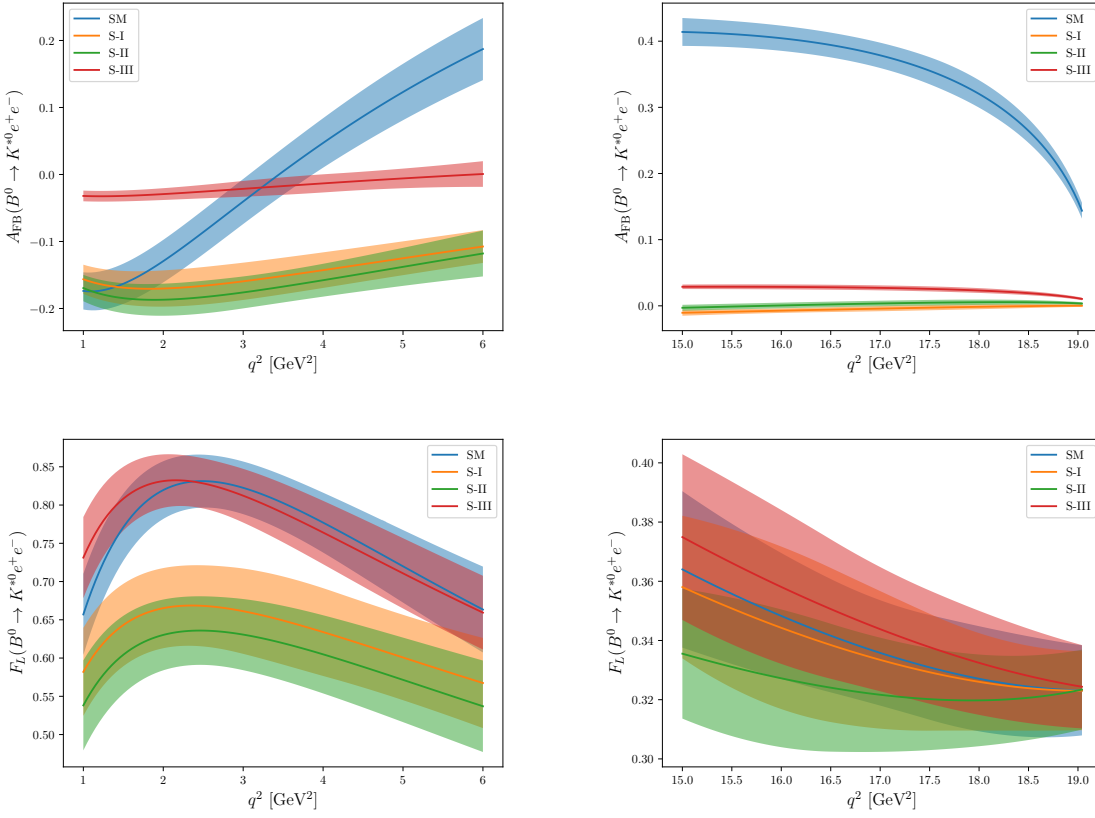 A_FB(B^0 → K^{*0}e^+e^−)
0.2
0.1
0.0
−0.1
−0.2
SM
S-I
S-II
S-III
1 2 3 4 5 6
q^2 [GeV^2]
A_FB(B^0 → K^{*0}e^+e^−)
0.4
0.3
0.2
0.1
0.0
SM
S-I
S-II
S-III
15.0 15.5 16.0 16.5 17.0 17.5 18.0 18.5 19.0
q^2 [GeV^2]
F_L(B^0 → K^{*0}e^+e^−)
0.85
0.80
0.75
0.70
0.65
0.60
0.55
0.50
SM
S-I
S-II
S-III
1 2 3 4 5 6
q^2 [GeV^2]
F_L(B^0 → K^{*0}e^+e^−)
0.40
0.38
0.36
0.34
0.32
0.30
SM
S-I
S-II
S-III
15.0 15.5 16.0 16.5 17.0 17.5 18.0 18.5 19.0
q^2 [GeV^2]